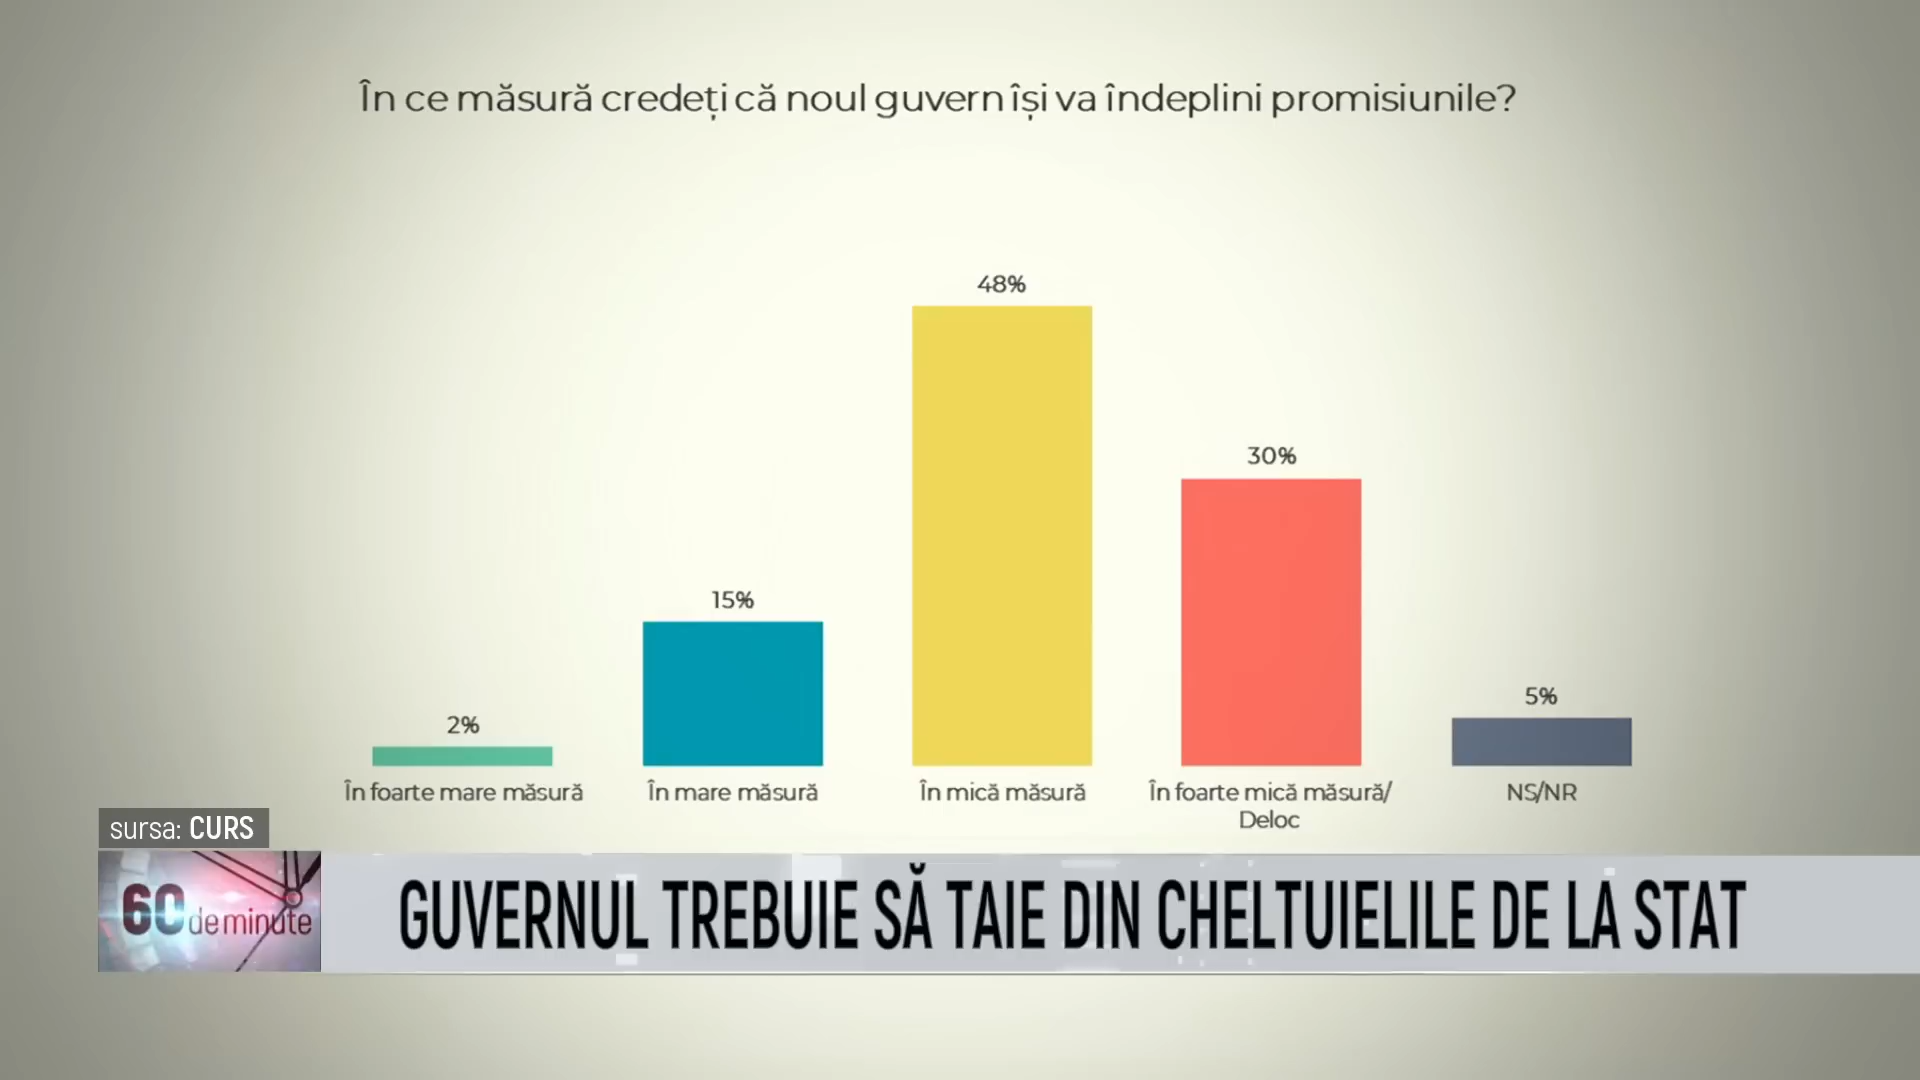 În ce măsură credeți că noul guvern își va îndeplini promisiunile?
48%
30%
15%
5%
2%
În foarte mare măsură
În mare măsură
În mică măsură
În foarte mică măsură/
Deloc
NS/NR
sursa: CURS
60 de minute
GUVERNUL TREBUIE SĂ TAIE DIN CHELTUIELILE DE LA STAT